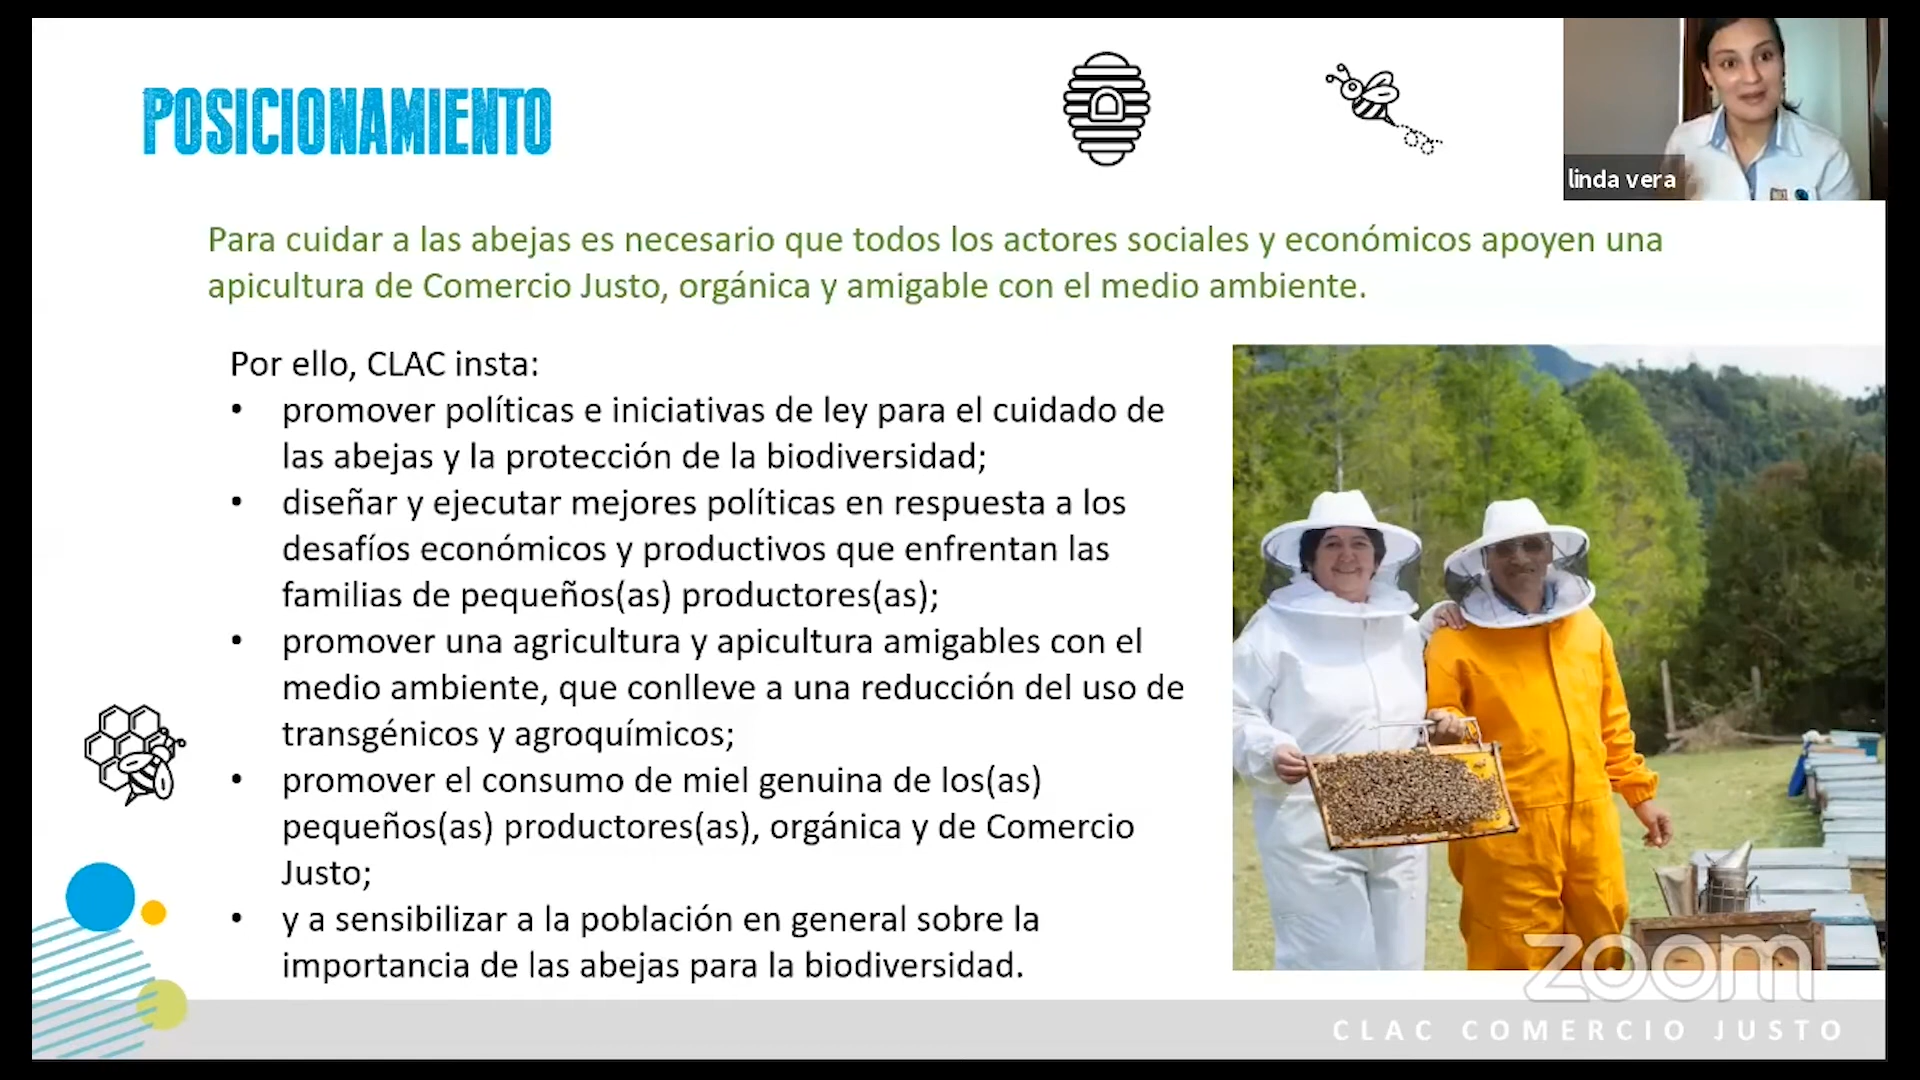 POSICIONAMIENTO
linda vera
Para cuidar a las abejas es necesario que todos los actores sociales y económicos apoyen una
apicultura de Comercio Justo, orgánica y amigable con el medio ambiente.
Por ello, CLAC insta:
• promover políticas e iniciativas de ley para el cuidado de
las abejas y la protección de la biodiversidad;
• diseñar y ejecutar mejores políticas en respuesta a los
desafíos económicos y productivos que enfrentan las
familias de pequeños(as) productores(as);
• promover una agricultura y apicultura amigables con el
medio ambiente, que conlleve a una reducción del uso de
transgénicos y agroquímicos;
• promover el consumo de miel genuina de los(as)
pequeños(as) productores(as), orgánica y de Comercio
Justo;
• y a sensibilizar a la población en general sobre la
importancia de las abejas para la biodiversidad.
zoom
CLAC COMERCIO JUSTO